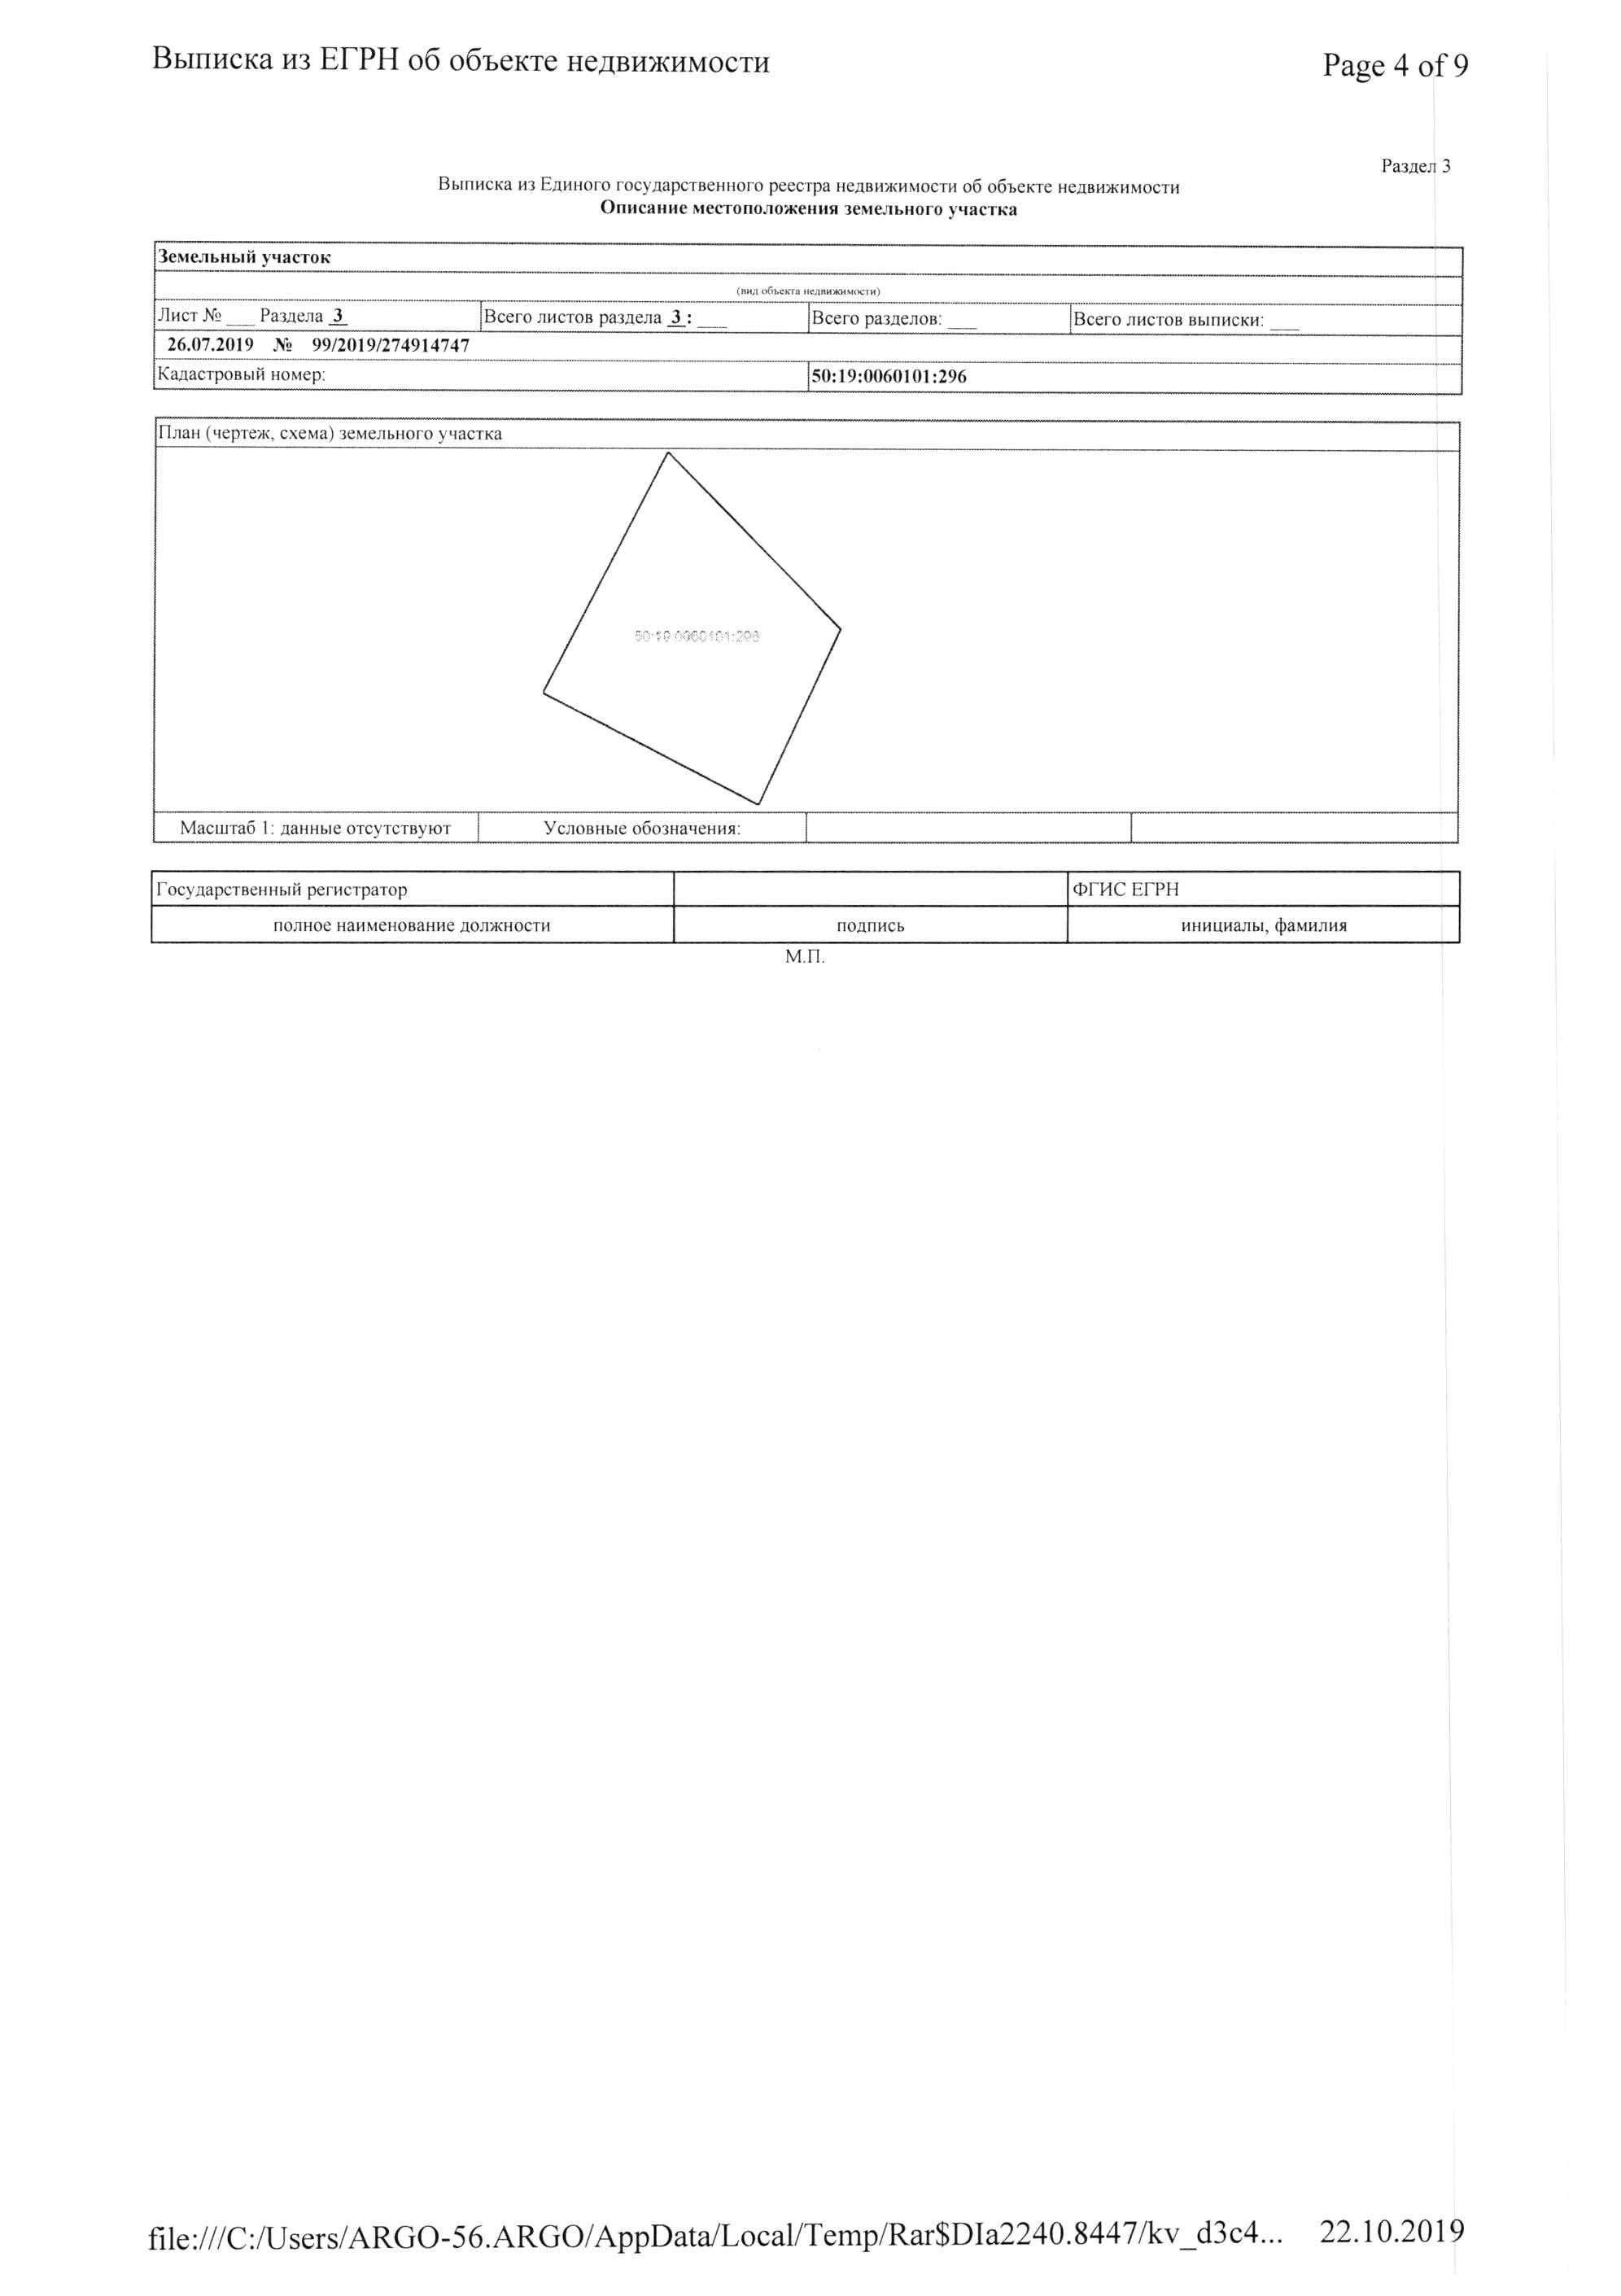 Выписка из ЕГРН об объекте недвижимости Page 4 of 9
Раздел 3
Выписка из Единого государственного реестра недвижимости об объекте недвижимости
Описание местоположения земельного участка
Земельный участок
(вид объекта недвижимости)
Лист № ___ Раздела 3 Всего листов раздела 3 : ___ Всего разделов: ___ Всего листов выписки: ___
26.07.2019 № 99/2019/274914747
Кадастровый номер: 50:19:0060101:296
План (чертеж, схема) земельного участка
50:19:0060101:296
Масштаб 1: данные отсутствуют Условные обозначения:
Государственный регистратор ФГИС ЕГРН
полное наименование должности подпись инициалы, фамилия
М.П.
file:///C:/Users/ARGO-56.ARGO/AppData/Local/Temp/Rar$DIa2240.8447/kv_d3c4... 22.10.2019